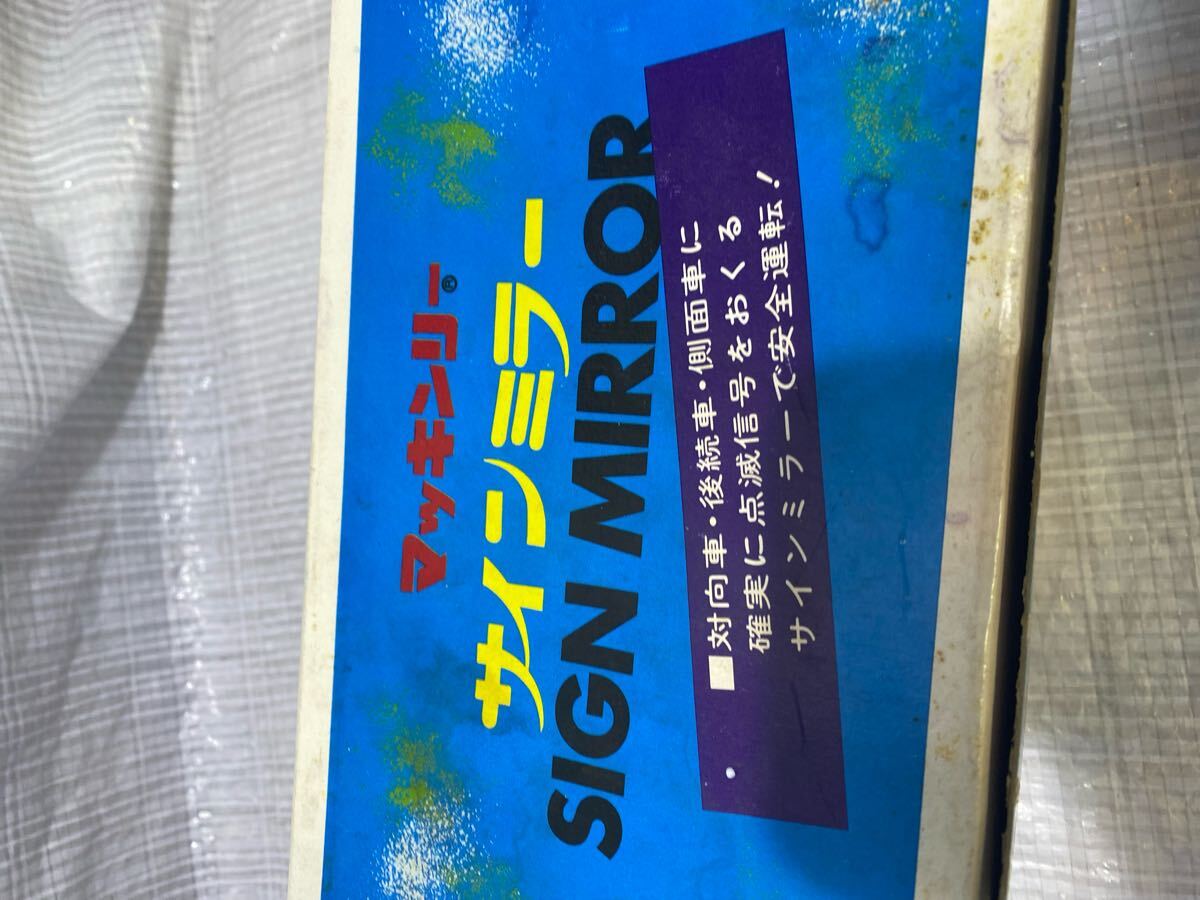 マッキンリー®
サインミラー
SIGN MIRROR
■対向車・後続車・側面車に
確実に点滅信号をおくる
サインミラーで安全運転!